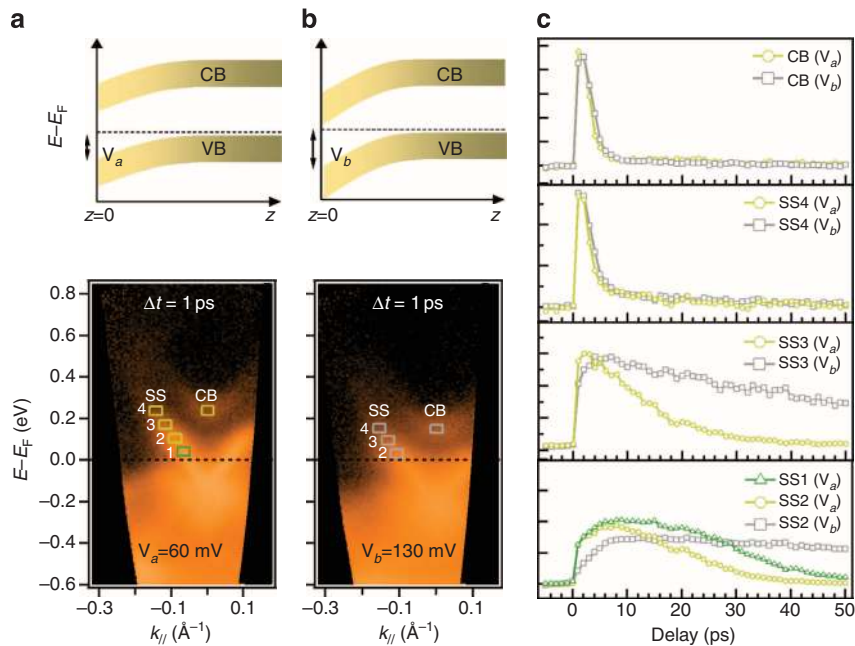 a
CB
E–E_F
V_a
VB
z=0
z
b
CB
V_b
VB
z=0
z
Δt = 1 ps
SS
CB
4
3
2
1
V_a=60 mV
0.8
0.6
0.4
0.2
0.0
−0.2
−0.4
−0.6
E–E_F (eV)
−0.3
−0.1
0.1
k_// (Å⁻¹)
Δt = 1 ps
SS
CB
4
3
2
V_b=130 mV
−0.3
−0.1
0.1
k_// (Å⁻¹)
c
CB (V_a)
CB (V_b)
SS4 (V_a)
SS4 (V_b)
SS3 (V_a)
SS3 (V_b)
SS1 (V_a)
SS2 (V_a)
SS2 (V_b)
0 10 20 30 40 50
Delay (ps)